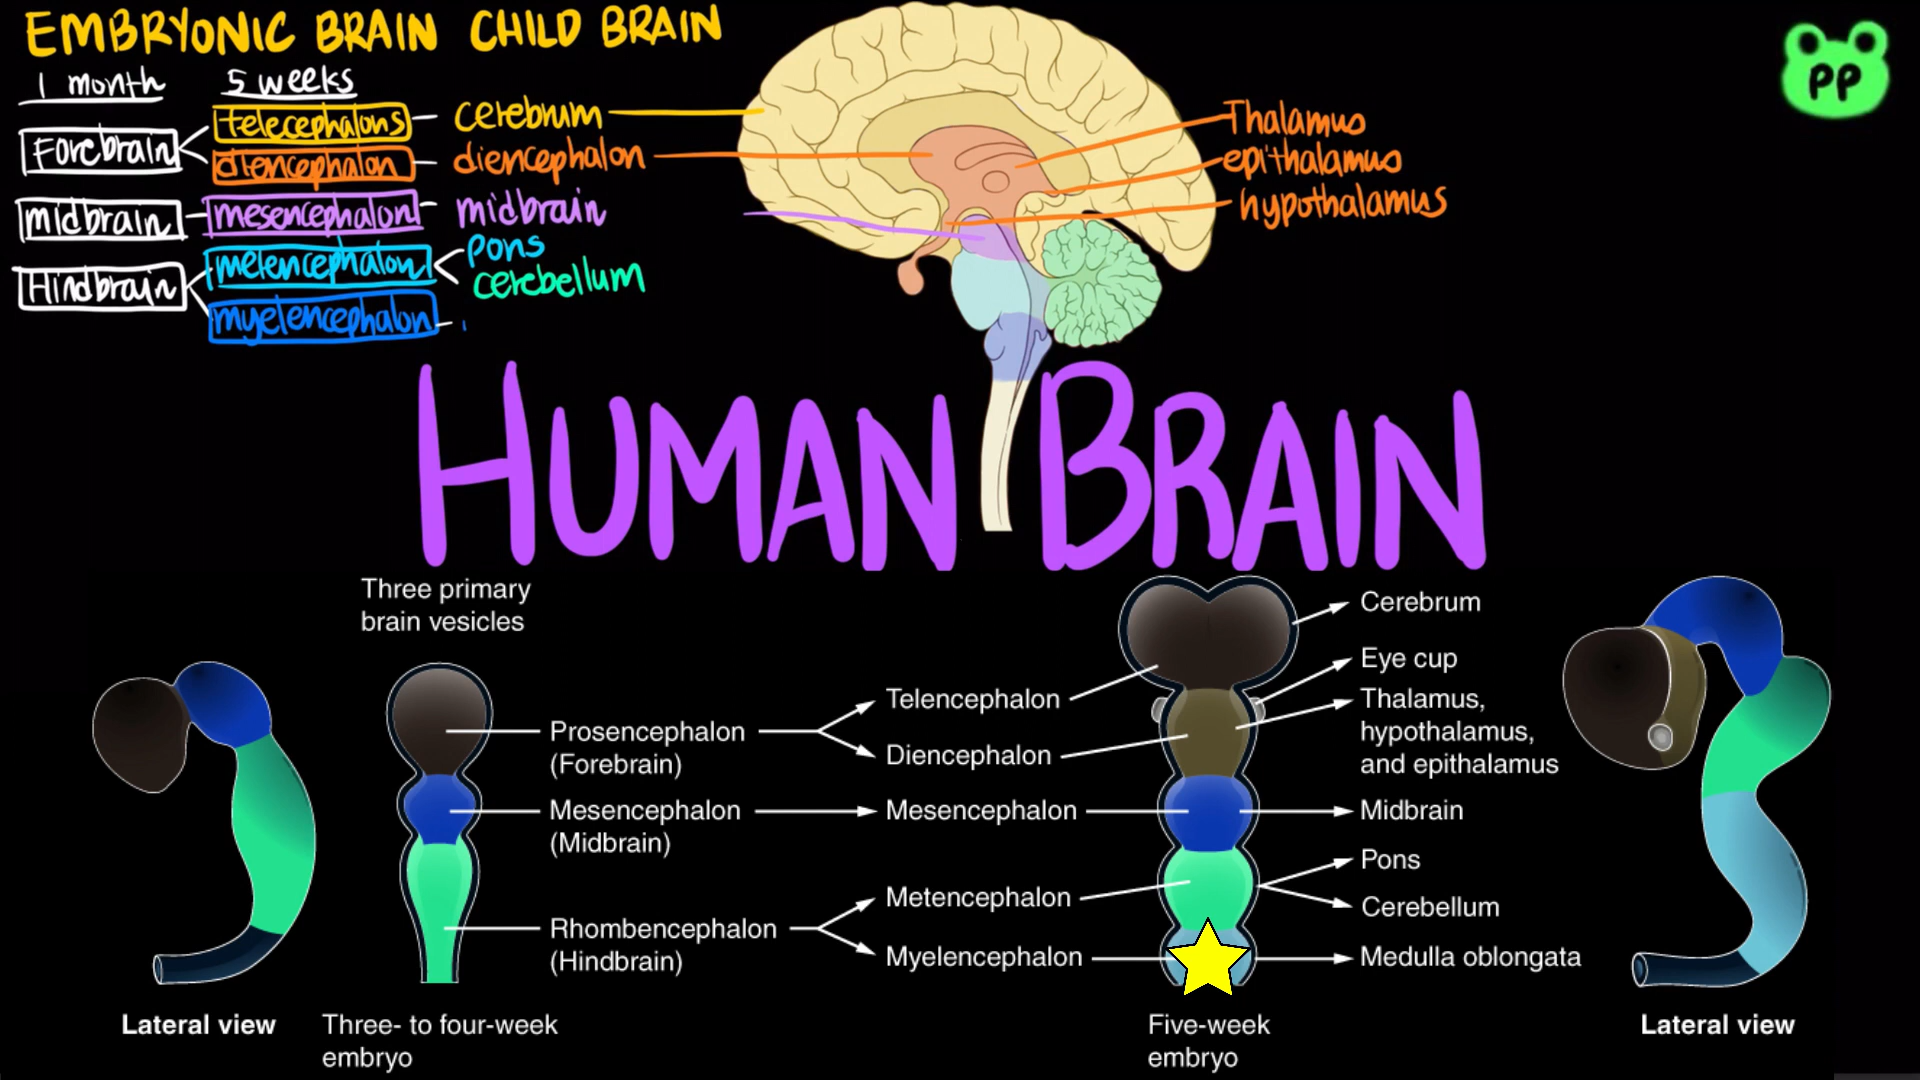 EMBRYONIC BRAIN CHILD BRAIN
1 month 5 weeks
Forebrain telecephalons cerebrum
diencephalon diencephalon
midbrain mesencephalon midbrain
Hindbrain metencephalon pons
cerebellum
myelencephalon
Thalamus
epithalamus
hypothalamus
PP
HUMAN BRAIN
Three primary
brain vesicles
Prosencephalon
(Forebrain)
Mesencephalon
(Midbrain)
Rhombencephalon
(Hindbrain)
Telencephalon
Diencephalon
Mesencephalon
Metencephalon
Myelencephalon
Cerebrum
Eye cup
Thalamus,
hypothalamus,
and epithalamus
Midbrain
Pons
Cerebellum
Medulla oblongata
Lateral view
Three- to four-week
embryo
Five-week
embryo
Lateral view